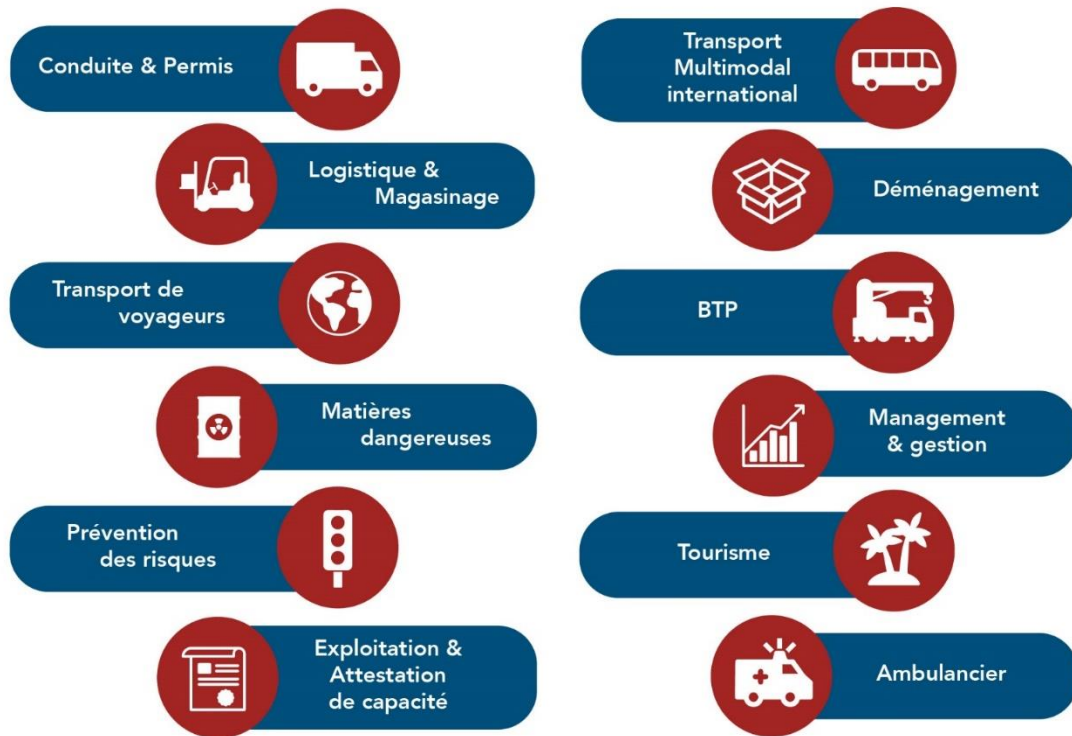 Conduite & Permis
Logistique &
Magasinage
Transport de
voyageurs
Matières
dangereuses
Prévention
des risques
Exploitation &
Attestation
de capacité
Transport
Multimodal
international
Déménagement
BTP
Management
& gestion
Tourisme
Ambulancier